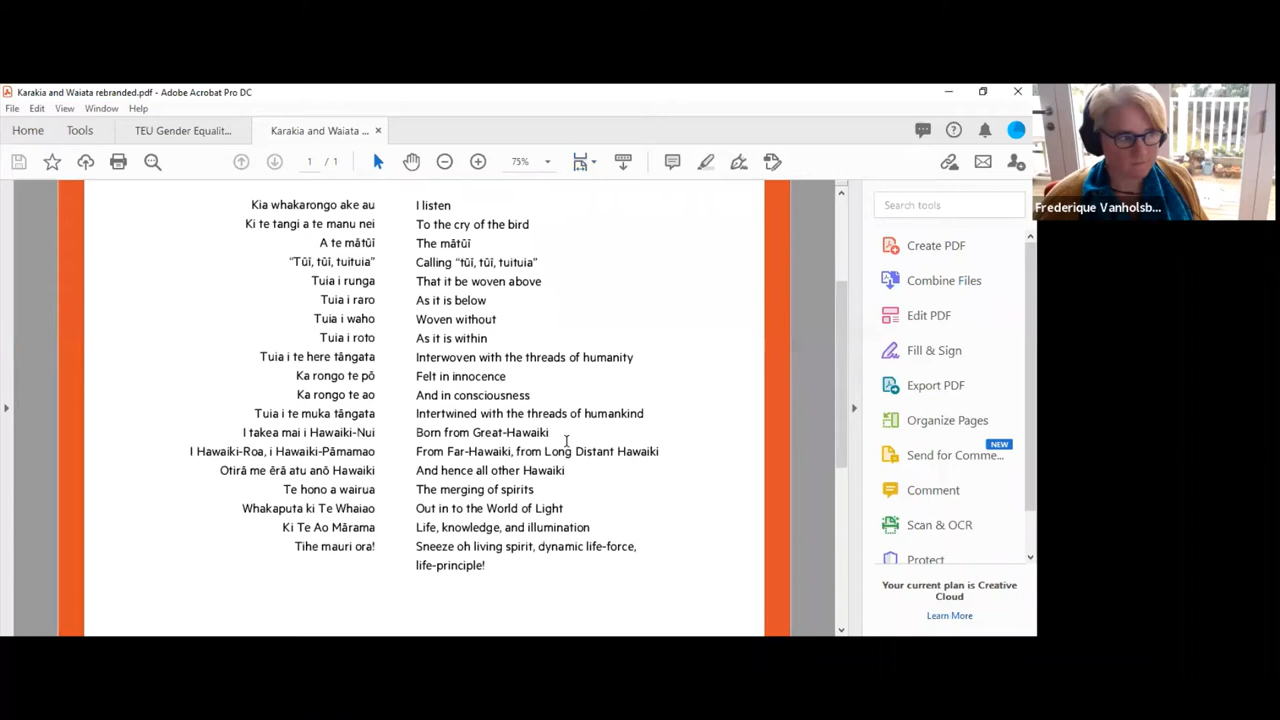 Karakia and Waiata rebranded.pdf - Adobe Acrobat Pro DC
File Edit View Window Help
Home Tools TEU Gender Equalit... Karakia and Waiata ... ×
1 / 1 75%
Search tools
Create PDF
Combine Files
Edit PDF
Fill & Sign
Export PDF
Organize Pages
NEW
Send for Comme...
Comment
Scan & OCR
Protect
Your current plan is Creative
Cloud
Learn More
Kia whakarongo ake au I listen
Ki te tangi a te manu nei To the cry of the bird
A te mātūī The mātūī
“Tūī, tūī, tuituia” Calling “tūī, tūī, tuituia”
Tuia i runga That it be woven above
Tuia i raro As it is below
Tuia i waho Woven without
Tuia i roto As it is within
Tuia i te here tāngata Interwoven with the threads of humanity
Ka rongo te pō Felt in innocence
Ka rongo te ao And in consciousness
Tuia i te muka tāngata Intertwined with the threads of humankind
I takea mai i Hawaiki-Nui Born from Great-Hawaiki
I Hawaiki-Roa, i Hawaiki-Pāmamao From Far-Hawaiki, from Long Distant Hawaiki
Otirā me ērā atu anō Hawaiki And hence all other Hawaiki
Te hono a wairua The merging of spirits
Whakaputa ki Te Whaiao Out in to the World of Light
Ki Te Ao Mārama Life, knowledge, and illumination
Tihe mauri ora! Sneeze oh living spirit, dynamic life-force,
life-principle!
Frederique Vanholsb...